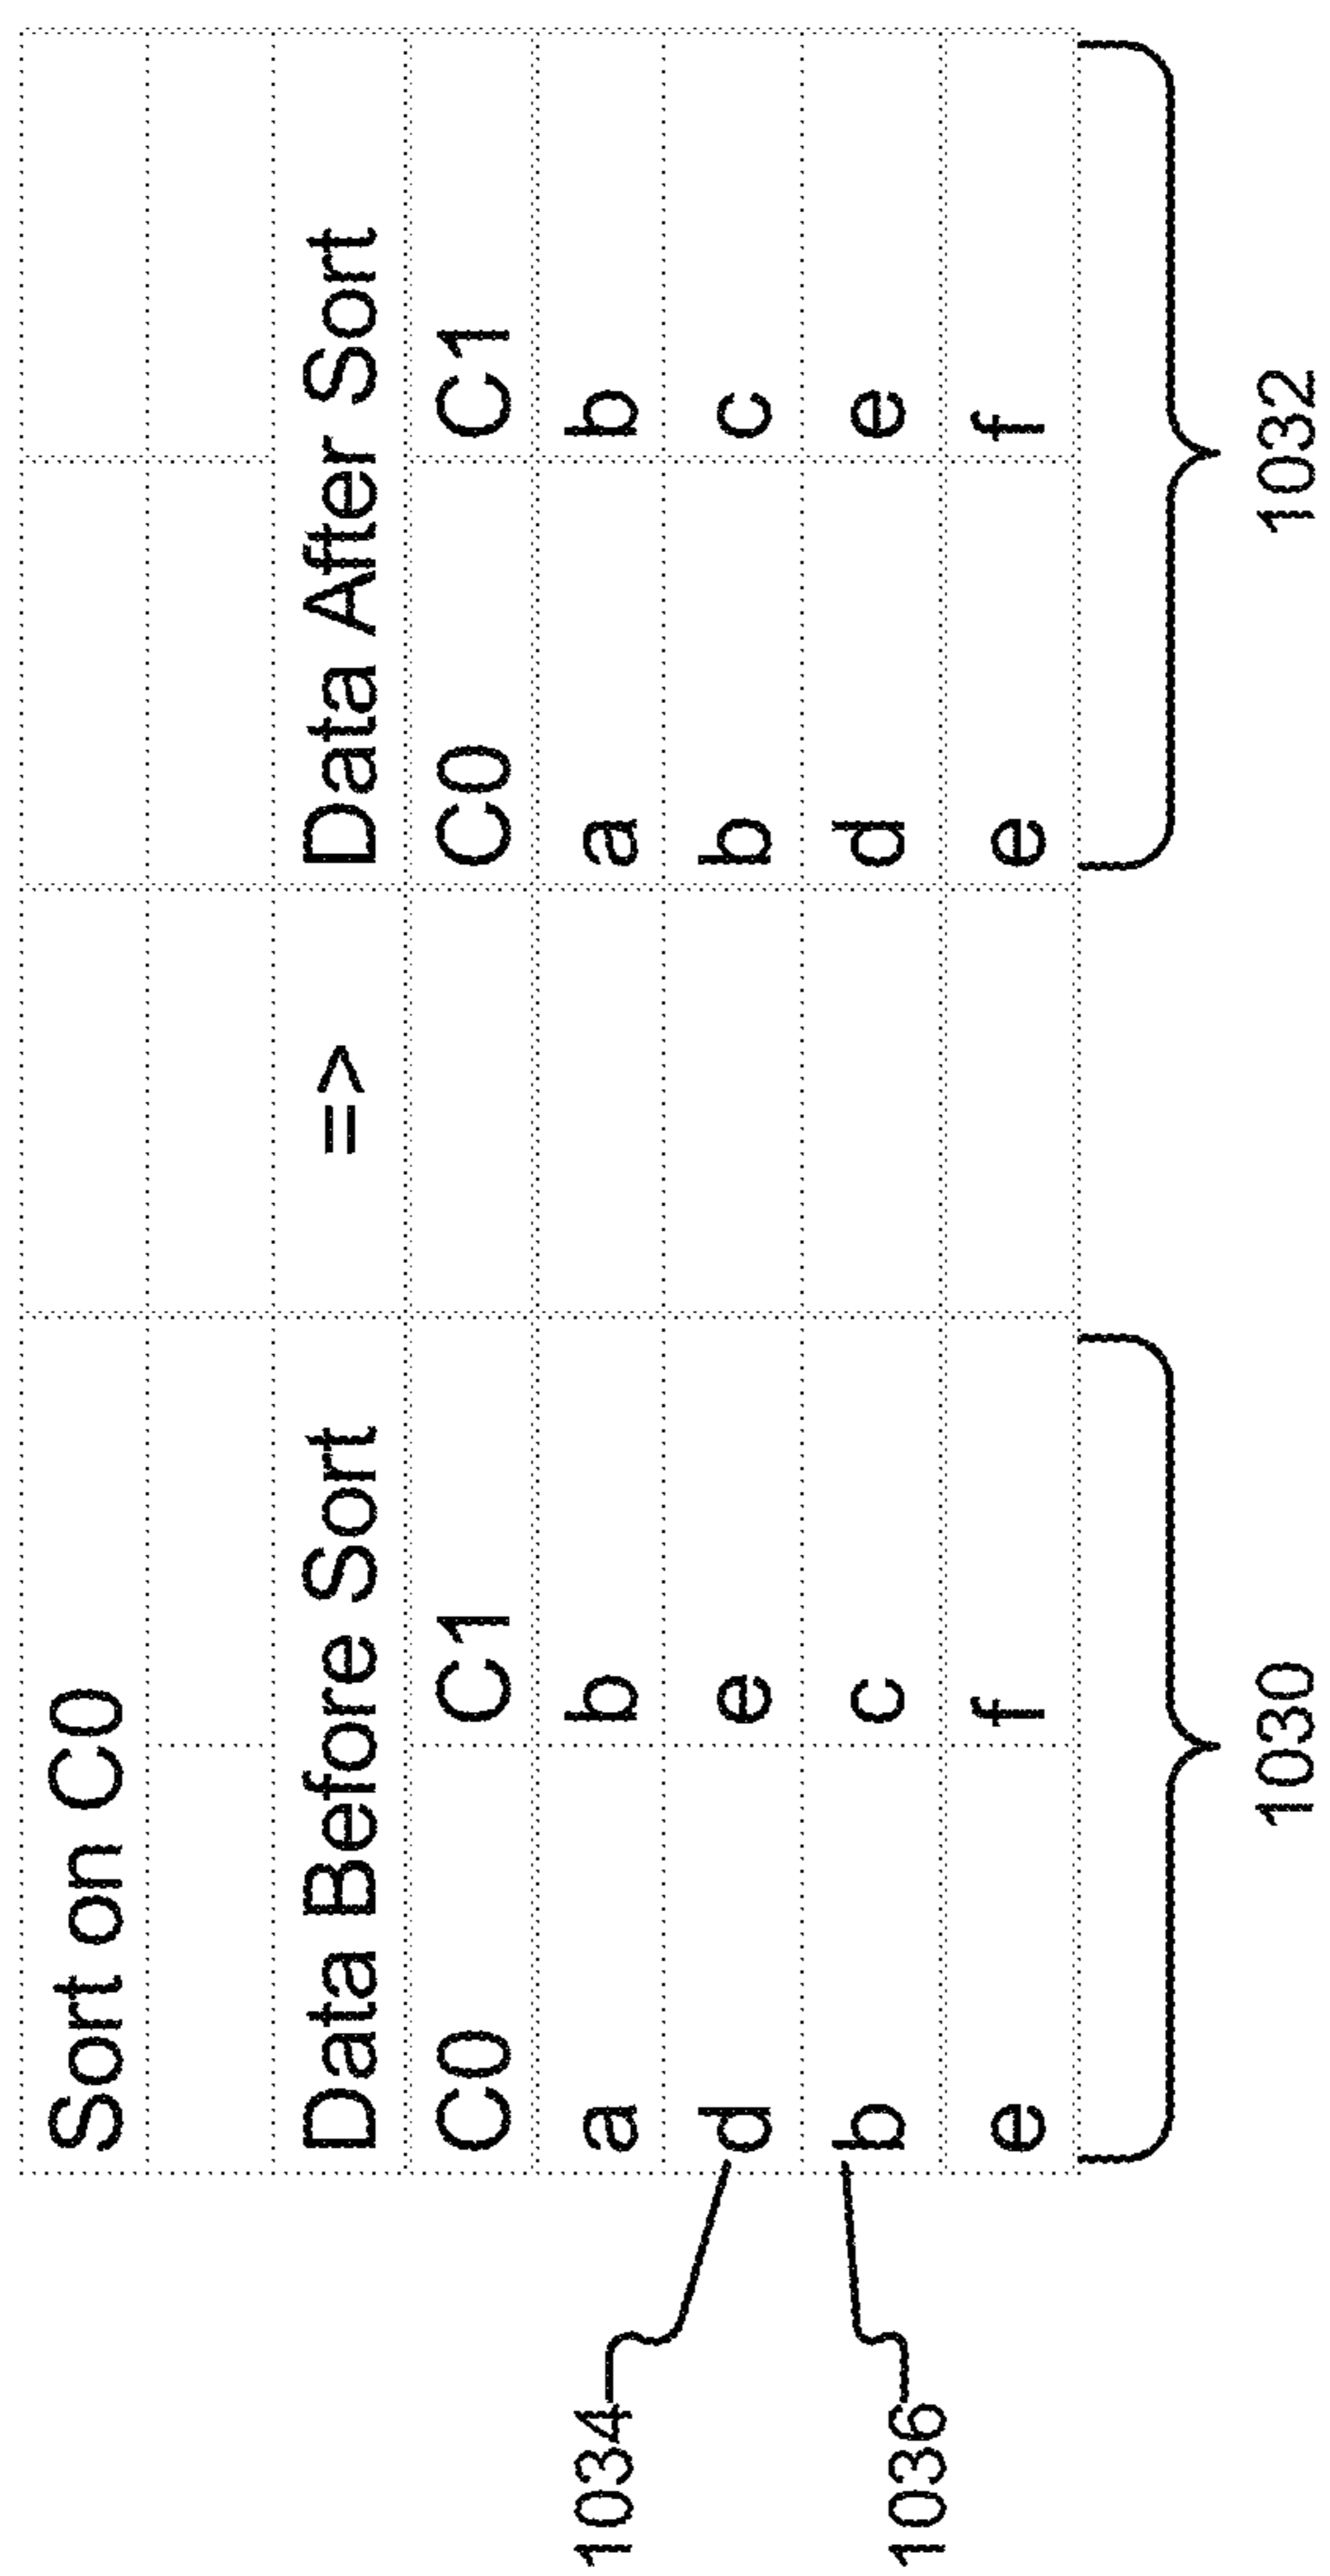 Sort on C0
Data Before Sort => Data After Sort
C0 C1 C0 C1
a b a b
1034 d e b c
1036 b c d e
e f e f
1030 1032